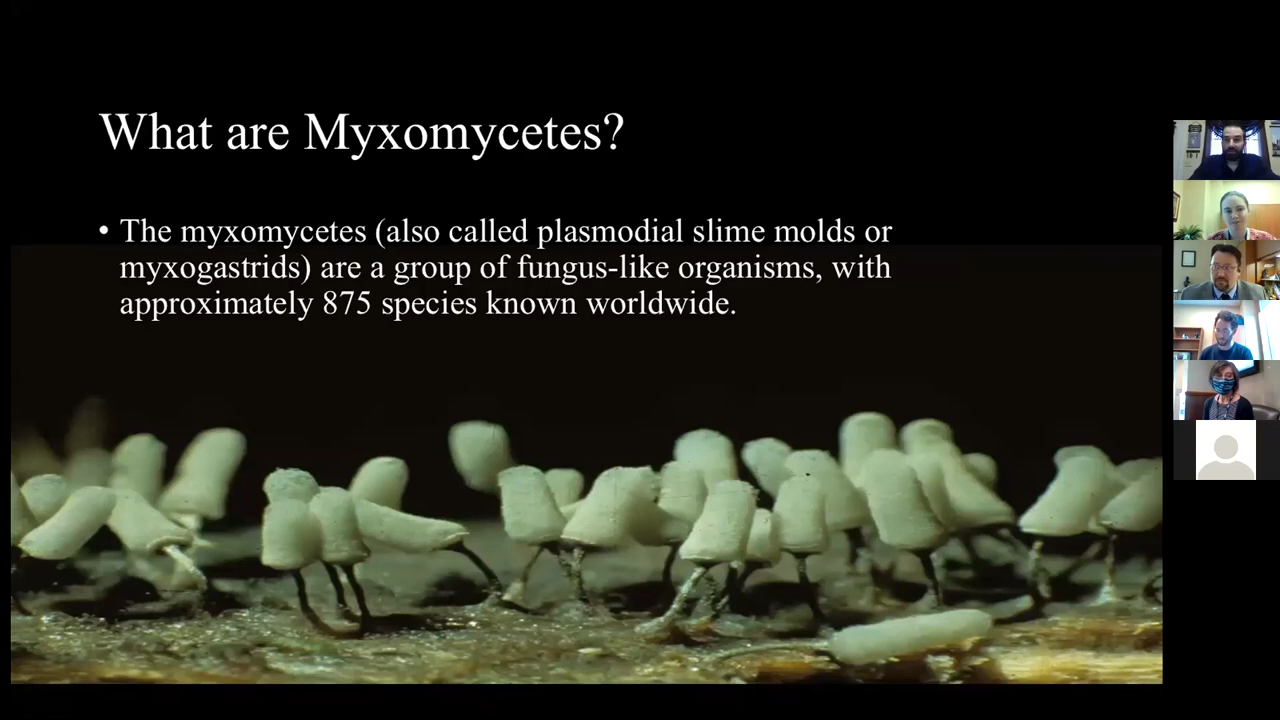 What are Myxomycetes?
• The myxomycetes (also called plasmodial slime molds or
myxogastrids) are a group of fungus-like organisms, with
approximately 875 species known worldwide.